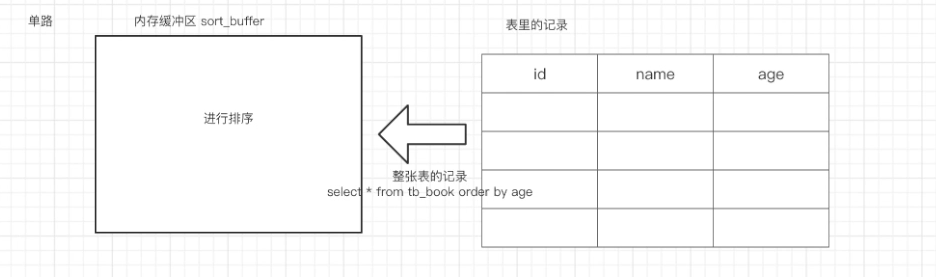 单路
内存缓冲区 sort_buffer
表里的记录
id name age
进行排序
整张表的记录
select * from tb_book order by age